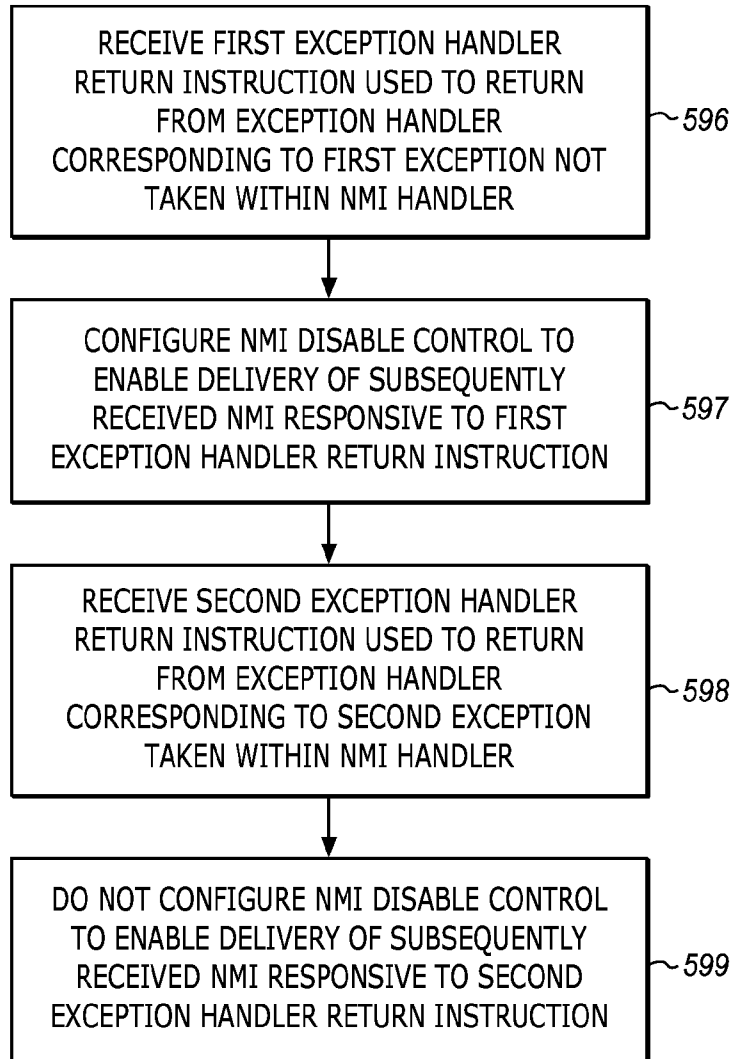 RECEIVE FIRST EXCEPTION HANDLER
RETURN INSTRUCTION USED TO RETURN
FROM EXCEPTION HANDLER
CORRESPONDING TO FIRST EXCEPTION NOT
TAKEN WITHIN NMI HANDLER
596
CONFIGURE NMI DISABLE CONTROL TO
ENABLE DELIVERY OF SUBSEQUENTLY
RECEIVED NMI RESPONSIVE TO FIRST
EXCEPTION HANDLER RETURN INSTRUCTION
597
RECEIVE SECOND EXCEPTION HANDLER
RETURN INSTRUCTION USED TO RETURN
FROM EXCEPTION HANDLER
CORRESPONDING TO SECOND EXCEPTION
TAKEN WITHIN NMI HANDLER
598
DO NOT CONFIGURE NMI DISABLE CONTROL
TO ENABLE DELIVERY OF SUBSEQUENTLY
RECEIVED NMI RESPONSIVE TO SECOND
EXCEPTION HANDLER RETURN INSTRUCTION
599